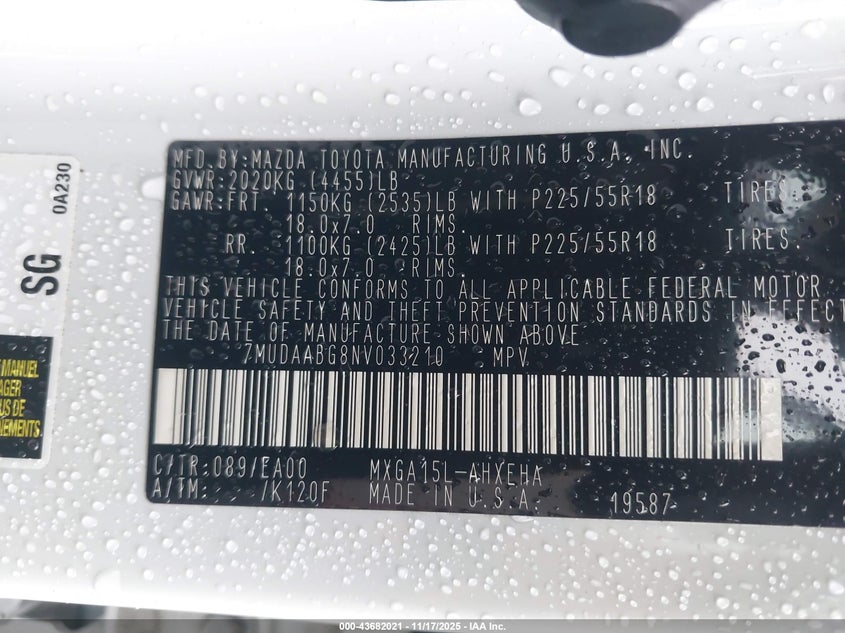 MFD.BY:MAZDA TOYOTA MANUFACTURING U.S.A. INC.
GVWR:2020KG (4455)LB
GAWR:FRT 1150KG (2535)LB WITH P225/55R18 TIRES.
18.0x7.0 RIMS.
RR. 1100KG (2425)LB WITH P225/55R18 TIRES.
18.0x7.0 RIMS.
THIS VEHICLE CONFORMS TO ALL APPLICABLE FEDERAL MOTOR
VEHICLE SAFETY AND THEFT PREVENTION STANDARDS IN EFFECT
THE DATE OF MANUFACTURE SHOWN ABOVE
7MUDAABG8NV033210 MPV
C/TR:089/EA00 MXGA15L-AHXEHA
A/TM: /K120F MADE IN U.S.A. 19587
SG
0A230
MANUEL
US DE
000-43682021 - 11/17/2025 - IAA Inc.